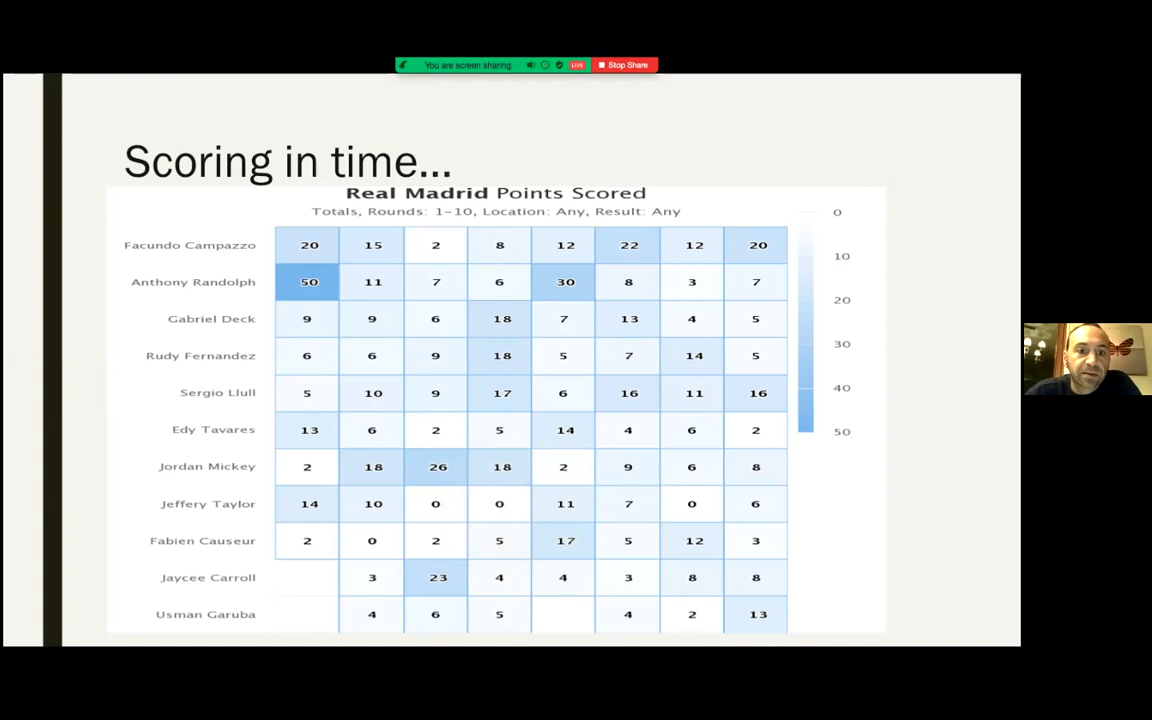 You are screen sharing LIVE Stop Share
Scoring in time...
Real Madrid Points Scored
Totals, Rounds: 1-10, Location: Any, Result: Any
Facundo Campazzo 20 15 2 8 12 22 12 20
Anthony Randolph 50 11 7 6 30 8 3 7
Gabriel Deck 9 9 6 18 7 13 4 5
Rudy Fernandez 6 6 9 18 5 7 14 5
Sergio Llull 5 10 9 17 6 16 11 16
Edy Tavares 13 6 2 5 14 4 6 2
Jordan Mickey 2 18 26 18 2 9 6 8
Jeffery Taylor 14 10 0 0 11 7 0 6
Fabien Causeur 2 0 2 5 17 5 12 3
Jaycee Carroll 3 23 4 4 3 8 8
Usman Garuba 4 6 5 4 2 13
0
10
20
30
40
50